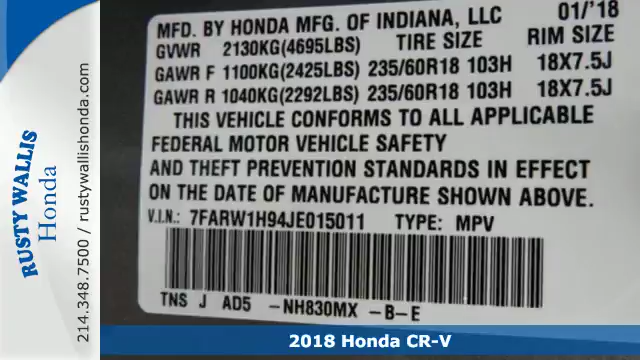 MFD. BY HONDA MFG. OF INDIANA, LLC 01/'18
GVWR 2130KG(4695LBS) TIRE SIZE RIM SIZE
GAWR F 1100KG(2425LBS) 235/60R18 103H 18X7.5J
GAWR R 1040KG(2292LBS) 235/60R18 103H 18X7.5J
THIS VEHICLE CONFORMS TO ALL APPLICABLE
FEDERAL MOTOR VEHICLE SAFETY
AND THEFT PREVENTION STANDARDS IN EFFECT
ON THE DATE OF MANUFACTURE SHOWN ABOVE.
V.I.N.: 7FARW1H94JE015011 TYPE: MPV
TNS J AD5 -NH830MX -B-E
RUSTY WALLIS
Honda
214.348.7500 / rustywallishonda.com
2018 Honda CR-V